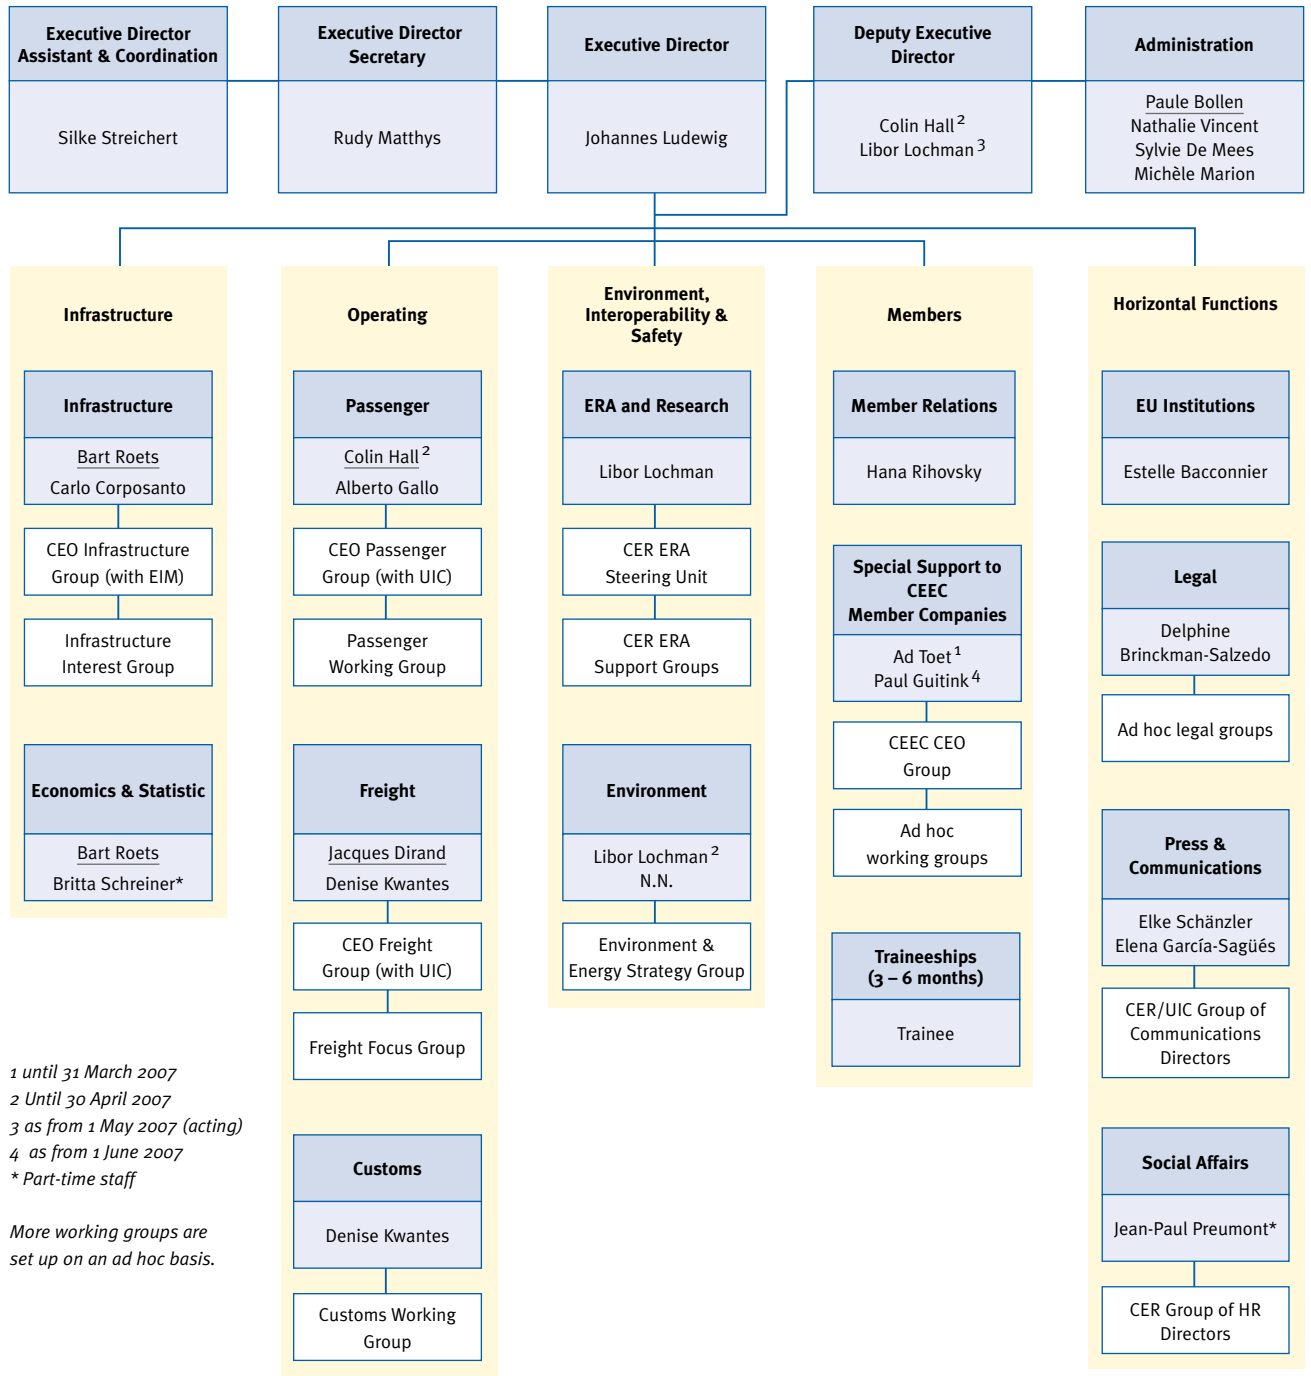 Executive Director
Assistant & Coordination
Silke Streichert
Executive Director
Secretary
Rudy Matthys
Executive Director
Johannes Ludewig
Deputy Executive
Director
Colin Hall 2
Libor Lochman 3
Administration
Paule Bollen
Nathalie Vincent
Sylvie De Mees
Michèle Marion
Infrastructure
Infrastructure
Bart Roets
Carlo Corposanto
CEO Infrastructure
Group (with EIM)
Infrastructure
Interest Group
Economics & Statistic
Bart Roets
Britta Schreiner*
Operating
Passenger
Colin Hall 2
Alberto Gallo
CEO Passenger
Group (with UIC)
Passenger
Working Group
Freight
Jacques Dirand
Denise Kwantes
CEO Freight
Group (with UIC)
Freight Focus Group
Customs
Denise Kwantes
Customs Working
Group
Environment,
Interoperability &
Safety
ERA and Research
Libor Lochman
CER ERA
Steering Unit
CER ERA
Support Groups
Environment
Libor Lochman 2
N.N.
Environment &
Energy Strategy Group
Members
Member Relations
Hana Rihovsky
Special Support to
CEEC
Member Companies
Ad Toet 1
Paul Guitink 4
CEEC CEO
Group
Ad hoc
working groups
Traineeships
(3 – 6 months)
Trainee
Horizontal Functions
EU Institutions
Estelle Bacconnier
Legal
Delphine
Brinckman-Salzedo
Ad hoc legal groups
Press &
Communications
Elke Schänzler
Elena García-Sagüés
CER/UIC Group of
Communications
Directors
Social Affairs
Jean-Paul Preumont*
CER Group of HR
Directors
1 until 31 March 2007
2 Until 30 April 2007
3 as from 1 May 2007 (acting)
4 as from 1 June 2007
* Part-time staff
More working groups are
set up on an ad hoc basis.